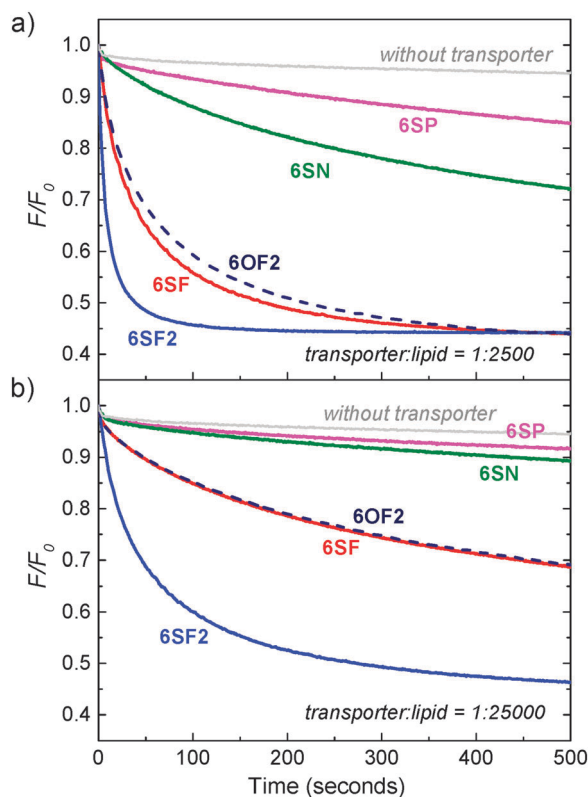 a)
1.0
without transporter
0.9
6SP
0.8
6SN
0.7
F/F0
0.6
6OF2
6SF
0.5
6SF2
0.4
transporter:lipid = 1:2500
b)
1.0
without transporter
6SP
0.9
6SN
0.8
6OF2
0.7
6SF
F/F0
0.6
6SF2
0.5
0.4
transporter:lipid = 1:25000
0 100 200 300 400 500
Time (seconds)